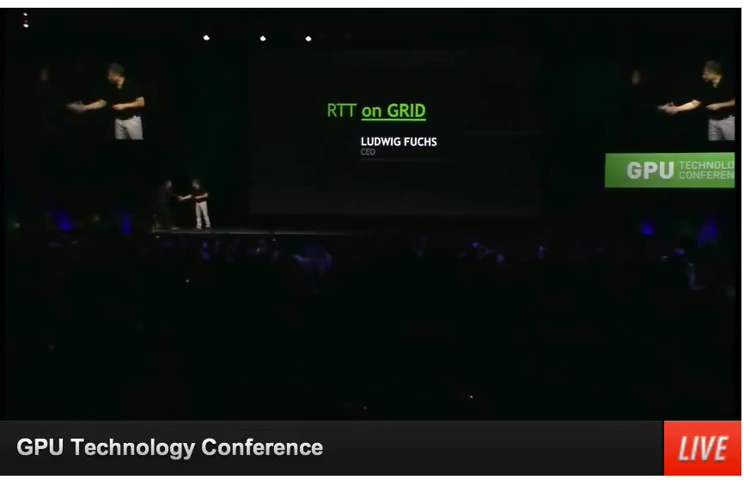 RTT on GRID
LUDWIG FUCHS
CEO
GPU TECHNOLO
CONFEREN
GPU Technology Conference
LIVE